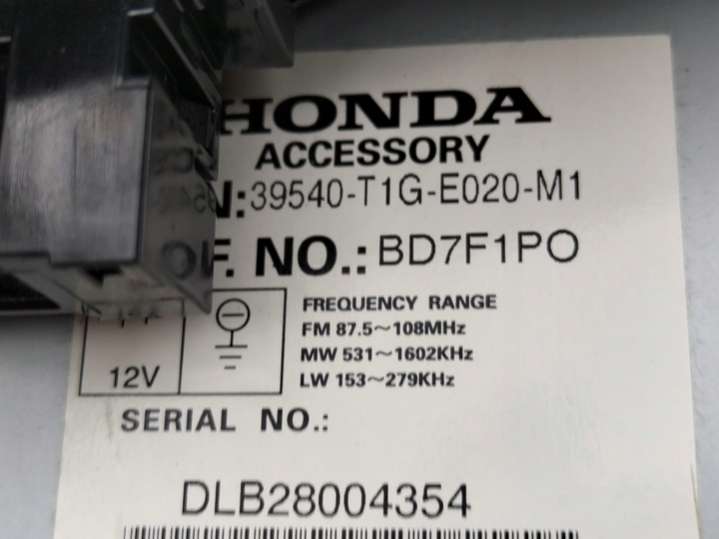 HONDA
ACCESSORY
N: 39540-T1G-E020-M1
F. NO.: BD7F1PO
FREQUENCY RANGE
FM 87.5~108MHz
MW 531~1602KHz
LW 153~279KHz
12V
SERIAL NO.:
DLB28004354